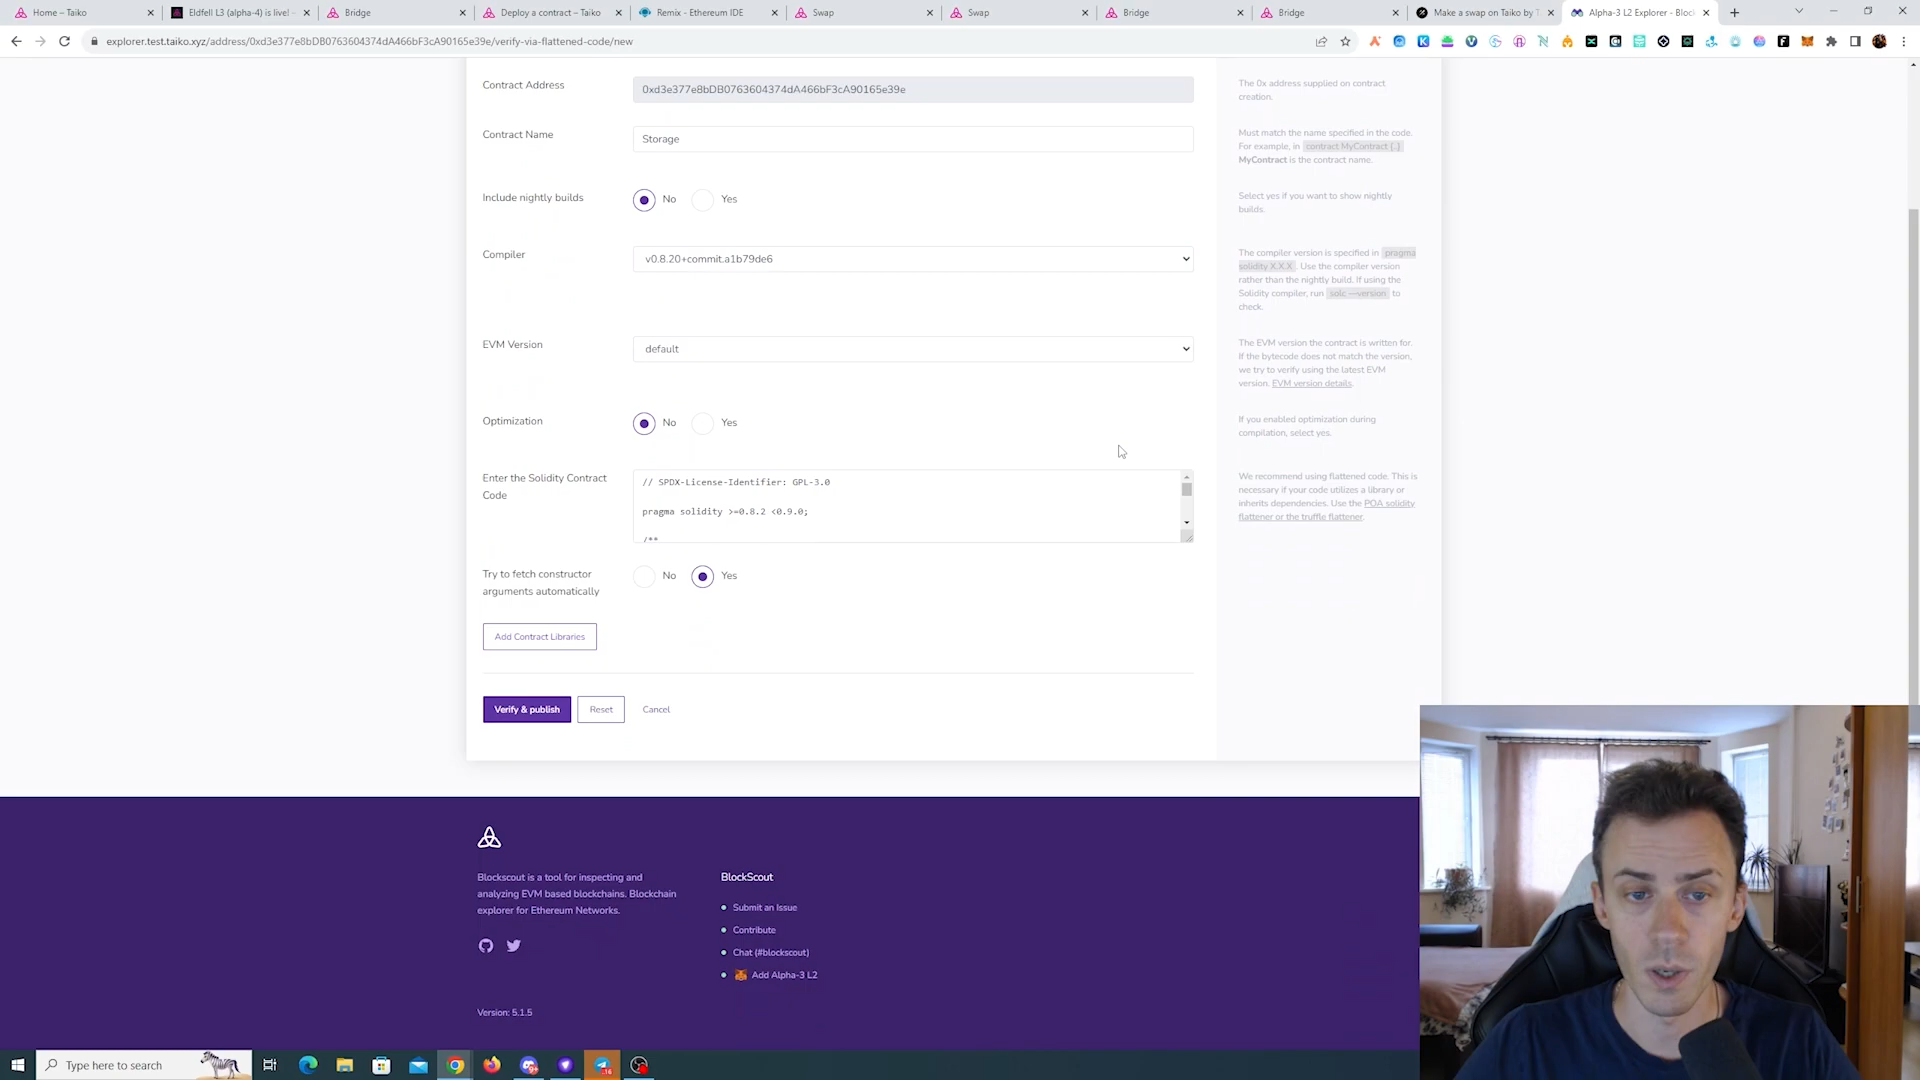 Home – Taiko
Eldfell L3 (alpha-4) is live! -
Bridge
Deploy a contract – Taiko
Remix - Ethereum IDE
Swap
Swap
Bridge
Bridge
Make a swap on Taiko by T
Alpha-3 L2 Explorer - Block
explorer.test.taiko.xyz/address/0xd3e377e8bDB0763604374dA466bF3cA90165e39e/verify-via-flattened-code/new
Contract Address
0xd3e377e8bDB0763604374dA466bF3cA90165e39e
The 0x address supplied on contract
creation.
Contract Name
Storage
Must match the name specified in the code.
For example, in contract MyContract {..}
MyContract is the contract name.
Include nightly builds
No
Yes
Select yes if you want to show nightly
builds.
Compiler
v0.8.20+commit.a1b79de6
The compiler version is specified in pragma
solidity X.X.X. Use the compiler version
rather than the nightly build. If using the
Solidity compiler, run solc —version to
check.
EVM Version
default
The EVM version the contract is written for.
If the bytecode does not match the version,
we try to verify using the latest EVM
version. EVM version details.
Optimization
No
Yes
If you enabled optimization during
compilation, select yes.
Enter the Solidity Contract
Code
// SPDX-License-Identifier: GPL-3.0
pragma solidity >=0.8.2 <0.9.0;
/**
We recommend using flattened code. This is
necessary if your code utilizes a library or
inherits dependencies. Use the POA solidity
flattener or the truffle flattener.
Try to fetch constructor
arguments automatically
No
Yes
Add Contract Libraries
Verify & publish
Reset
Cancel
Blockscout is a tool for inspecting and
analyzing EVM based blockchains. Blockchain
explorer for Ethereum Networks.
BlockScout
Submit an Issue
Contribute
Chat (#blockscout)
Add Alpha-3 L2
Version: 5.1.5
Type here to search